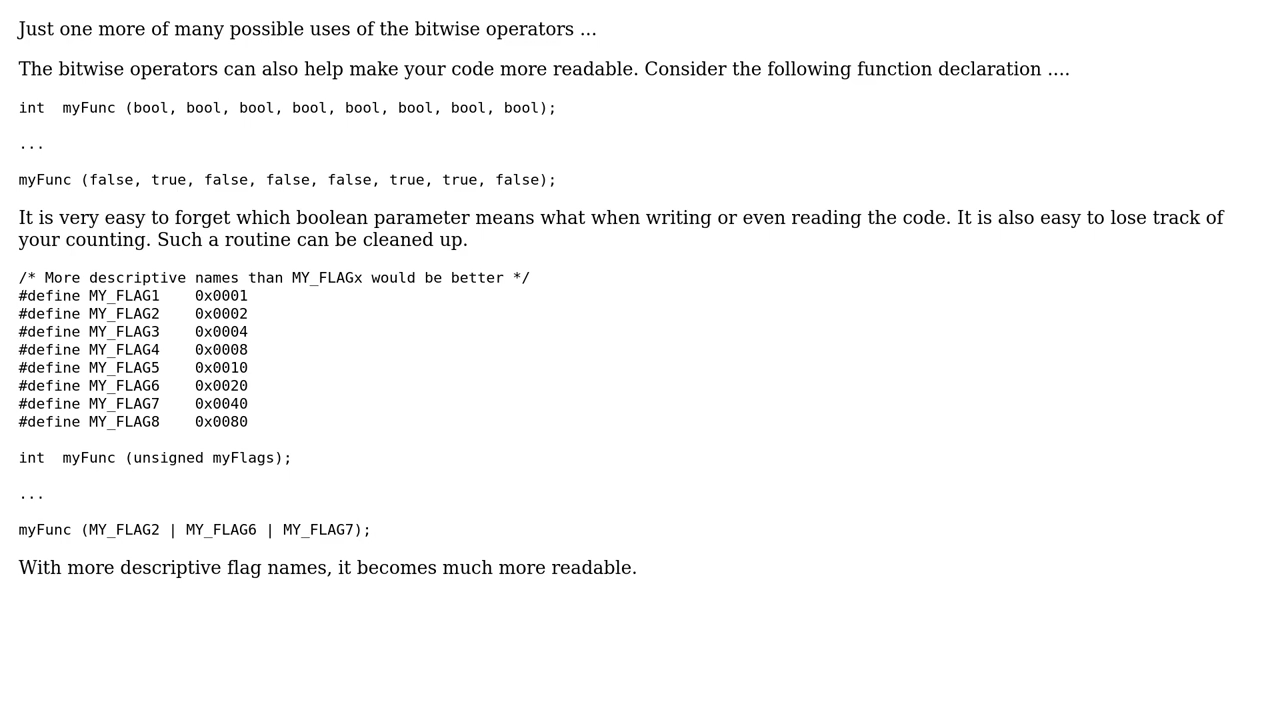 Just one more of many possible uses of the bitwise operators ...
The bitwise operators can also help make your code more readable. Consider the following function declaration ....
int  myFunc (bool, bool, bool, bool, bool, bool, bool, bool);
...
myFunc (false, true, false, false, false, true, true, false);
It is very easy to forget which boolean parameter means what when writing or even reading the code. It is also easy to lose track of
your counting. Such a routine can be cleaned up.
/* More descriptive names than MY_FLAGx would be better */
#define MY_FLAG1    0x0001
#define MY_FLAG2    0x0002
#define MY_FLAG3    0x0004
#define MY_FLAG4    0x0008
#define MY_FLAG5    0x0010
#define MY_FLAG6    0x0020
#define MY_FLAG7    0x0040
#define MY_FLAG8    0x0080
int  myFunc (unsigned myFlags);
...
myFunc (MY_FLAG2 | MY_FLAG6 | MY_FLAG7);
With more descriptive flag names, it becomes much more readable.